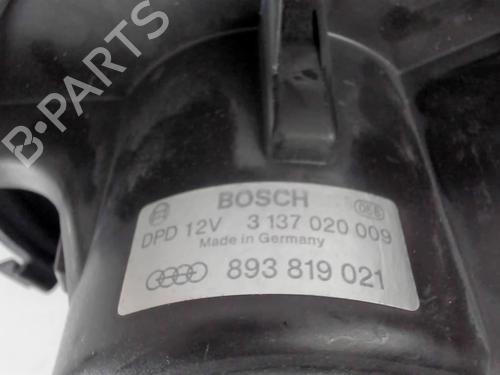 B-PARTS
BOSCH
DPD 12V 3 137 020 009
Made in Germany
893 819 021